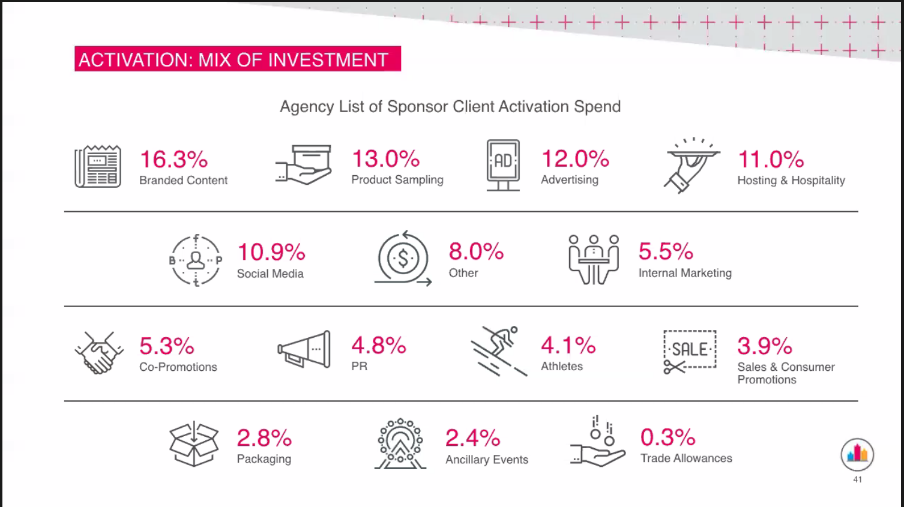 ACTIVATION: MIX OF INVESTMENT
Agency List of Sponsor Client Activation Spend
16.3%
Branded Content
13.0%
Product Sampling
AD
12.0%
Advertising
11.0%
Hosting & Hospitality
f
B
P
t
10.9%
Social Media
$
8.0%
Other
5.5%
Internal Marketing
5.3%
Co-Promotions
4.8%
PR
4.1%
Athletes
SALE
3.9%
Sales & Consumer
Promotions
2.8%
Packaging
2.4%
Ancillary Events
0.3%
Trade Allowances
41